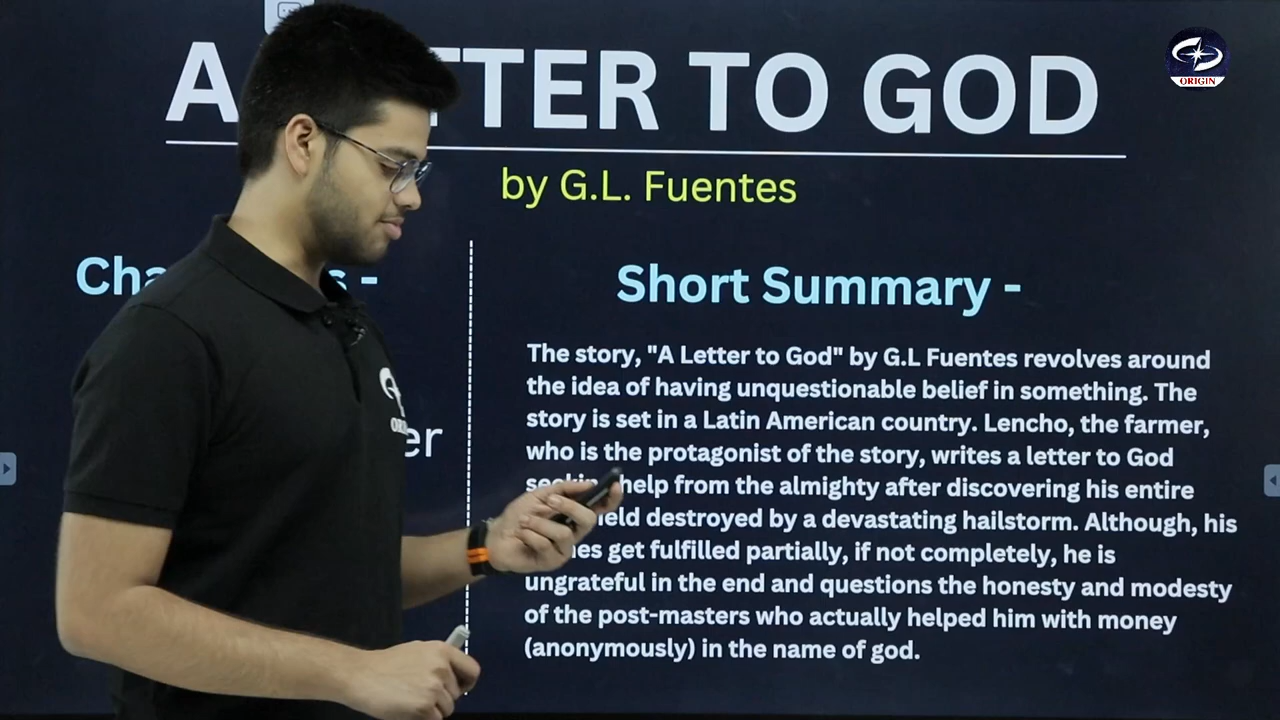 A TER TO GOD
ORIGIN
by G.L. Fuentes
Short Summary -
The story, "A Letter to God" by G.L Fuentes revolves around
the idea of having unquestionable belief in something. The
story is set in a Latin American country. Lencho, the farmer,
who is the protagonist of the story, writes a letter to God
help from the almighty after discovering his entire
destroyed by a devastating hailstorm. Although, his
get fulfilled partially, if not completely, he is
ungrateful in the end and questions the honesty and modesty
of the post-masters who actually helped him with money
(anonymously) in the name of god.